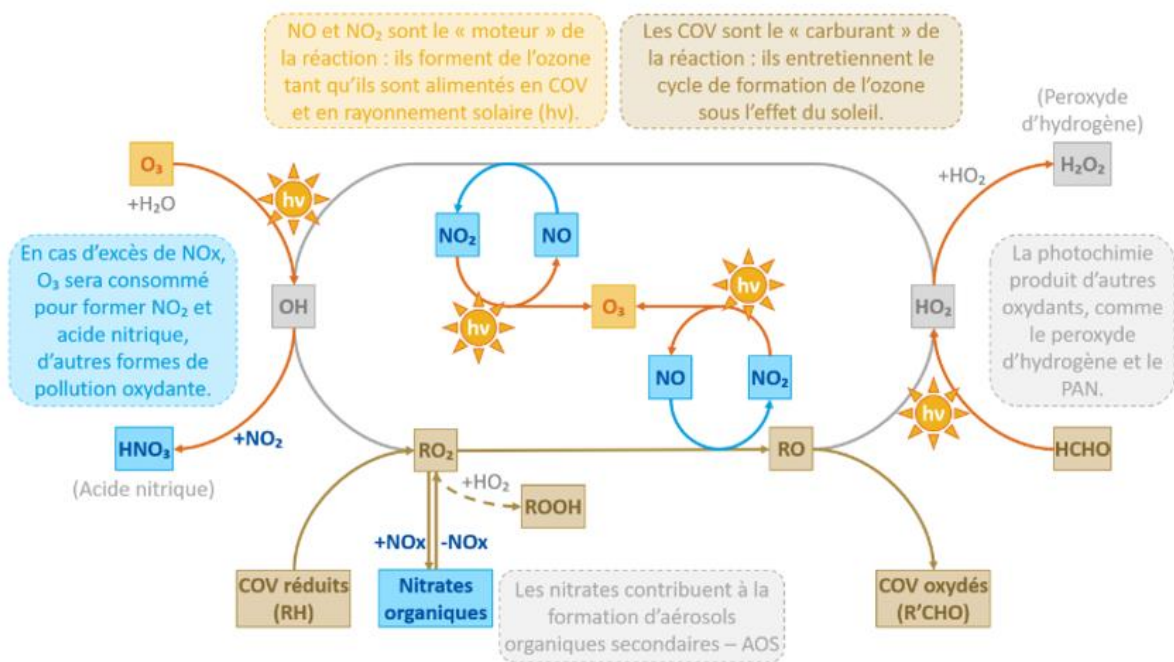 NO et NO₂ sont le « moteur » de
la réaction : ils forment de l'ozone
tant qu'ils sont alimentés en COV
et en rayonnement solaire (hv).
Les COV sont le « carburant » de
la réaction : ils entretiennent le
cycle de formation de l'ozone
sous l'effet du soleil.
(Peroxyde
d'hydrogène)
O₃
+H₂O
hv
NO₂
NO
+HO₂
H₂O₂
En cas d'excès de NOx,
O₃ sera consommé
pour former NO₂ et
acide nitrique,
d'autres formes de
pollution oxydante.
OH
hv
O₃
hv
HO₂
La photochimie
produit d'autres
oxydants, comme
le peroxyde
d'hydrogène et le
PAN.
NO
NO₂
hv
HNO₃
+NO₂
(Acide nitrique)
RO₂
RO
HCHO
+HO₂
ROOH
+NOx
-NOx
COV réduits
(RH)
Nitrates
organiques
Les nitrates contribuent à la
formation d'aérosols
organiques secondaires – AOS
COV oxydés
(R'CHO)